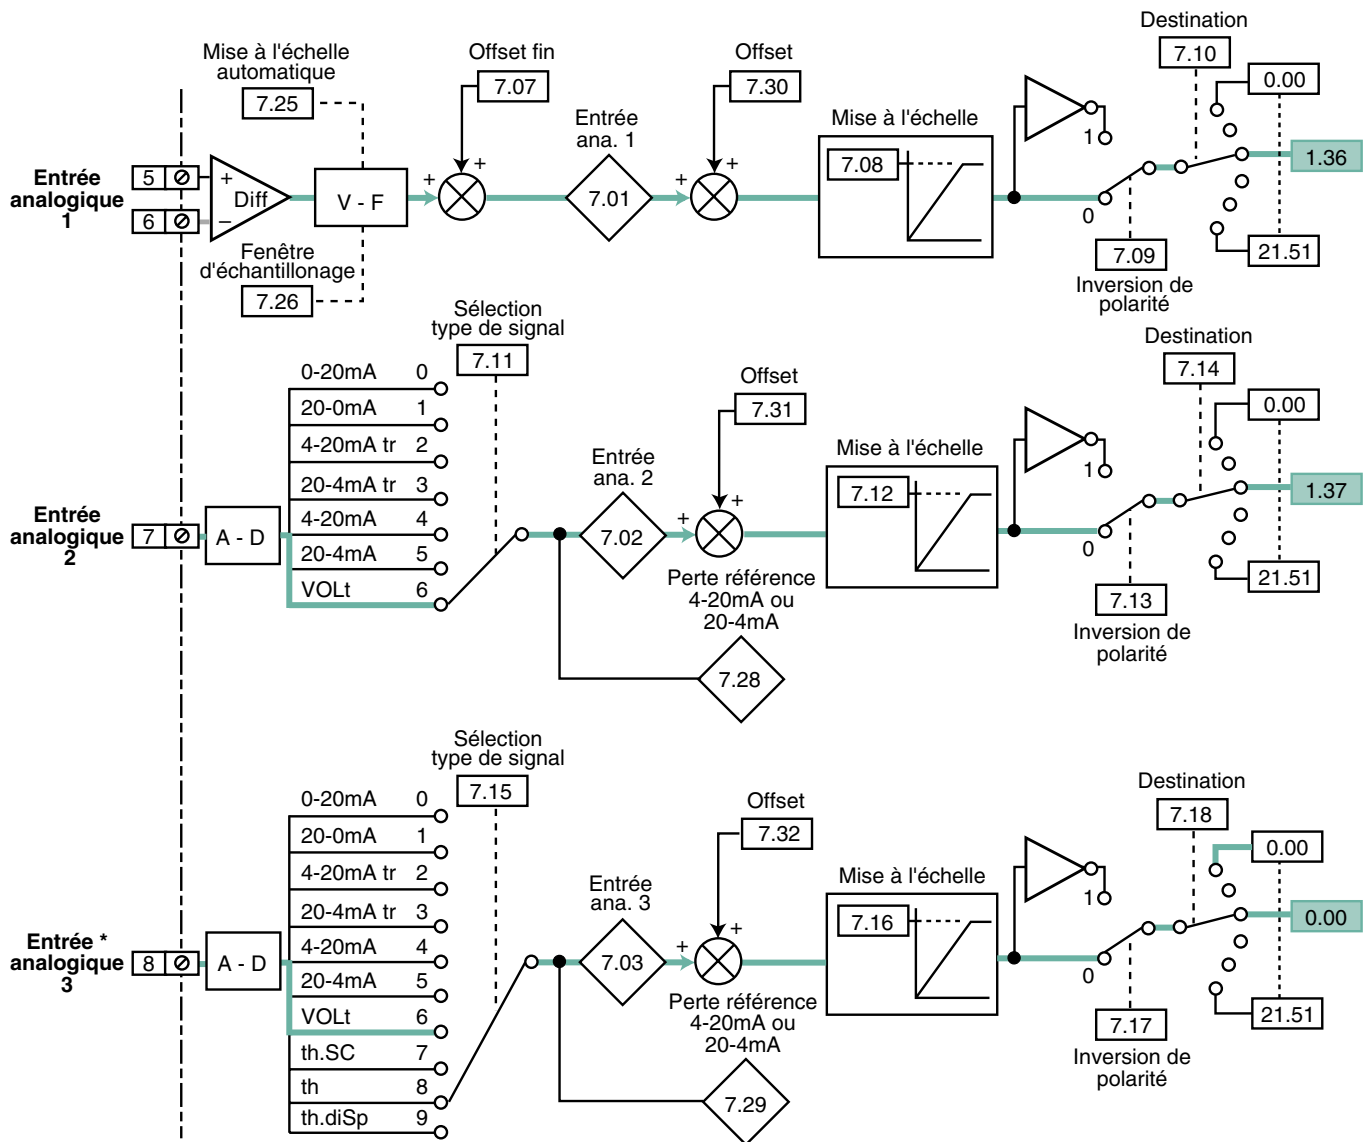 Destination
7.10
Mise à l'échelle
automatique
7.25
Offset fin
7.07
Offset
7.30
0.00
Entrée
ana. 1
7.01
Mise à l'échelle
7.08
1
0
1.36
Entrée
analogique
1
5
6
+
Diff
–
V - F
+
+
+
+
7.09
Inversion de
polarité
21.51
Fenêtre
d'échantillonage
7.26
Sélection
type de signal
7.11
Destination
7.14
0-20mA 0
20-0mA 1
4-20mA tr 2
20-4mA tr 3
4-20mA 4
20-4mA 5
VOLt 6
Offset
7.31
0.00
Entrée
ana. 2
7.02
+
+
Mise à l'échelle
7.12
1
0
1.37
Entrée
analogique
2
7
A - D
Perte référence
4-20mA ou
20-4mA
7.28
7.13
Inversion de
polarité
21.51
Sélection
type de signal
7.15
Destination
7.18
0-20mA 0
20-0mA 1
4-20mA tr 2
20-4mA tr 3
4-20mA 4
20-4mA 5
VOLt 6
th.SC 7
th 8
th.diSp 9
Offset
7.32
0.00
Entrée
ana. 3
7.03
+
+
Mise à l'échelle
7.16
1
0
0.00
Entrée *
analogique
3
8
A - D
Perte référence
4-20mA ou
20-4mA
7.29
7.17
Inversion de
polarité
21.51